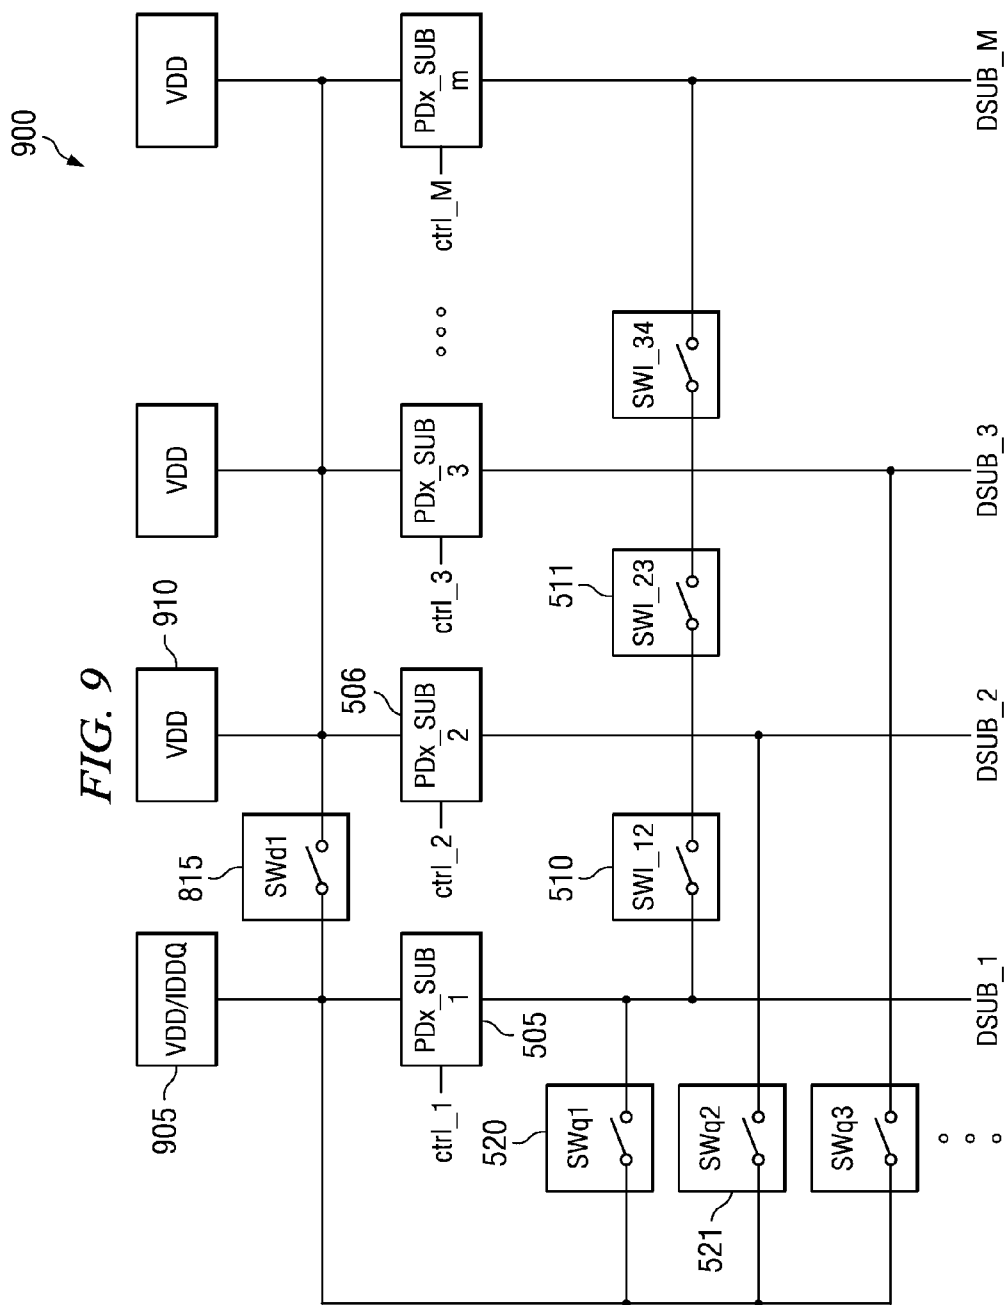 FIG. 9
900
905
VDD/IDDQ
910
VDD
VDD
VDD
815
SWd1
ctrl_1
PDx_SUB
1
505
ctrl_2
PDx_SUB
2
506
ctrl_3
PDx_SUB
3
ctrl_M
PDx_SUB
m
520
SWq1
510
SWI_12
511
SWI_23
SWI_34
521
SWq2
SWq3
DSUB_1
DSUB_2
DSUB_3
DSUB_M